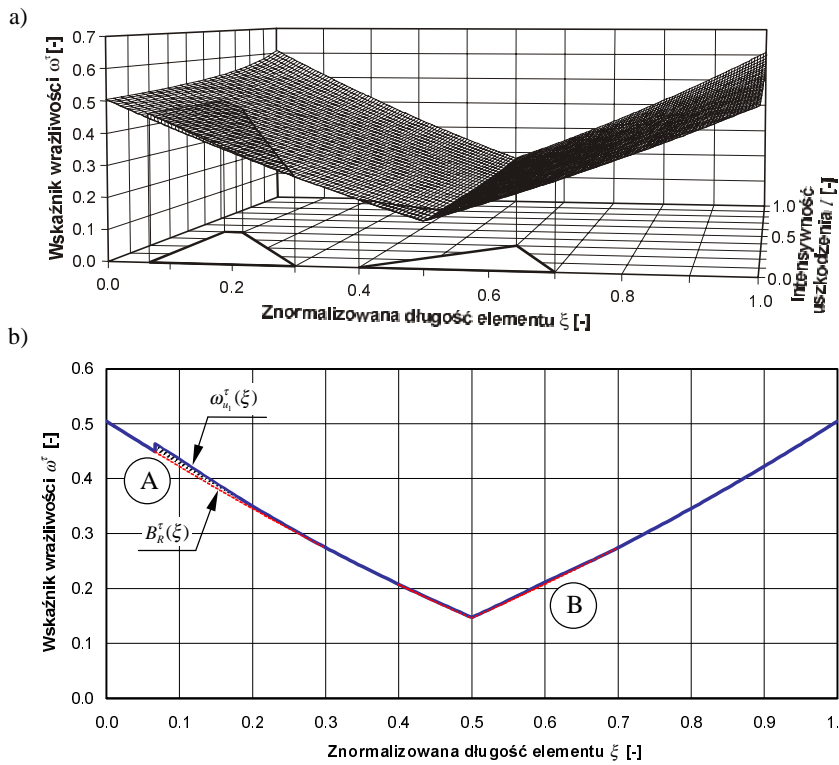 a)
Wskaźnik wrażliwości ωτ [-]
0.7
0.6
0.5
0.4
0.3
0.2
0.1
0.0
0.0
0.2
0.4
0.6
0.8
1.0
Znormalizowana długość elementu ξ [-]
1.0
0.5
0.0
Intensywność
uszkodzenia I [-]
b)
Wskaźnik wrażliwości ωτ [-]
0.6
0.5
0.4
0.3
0.2
0.1
0.0
ωτu1(ξ)
A
BτR(ξ)
B
0.0 0.1 0.2 0.3 0.4 0.5 0.6 0.7 0.8 0.9 1.
Znormalizowana długość elementu ξ [-]